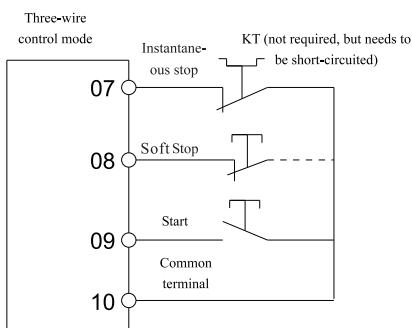 Three-wire
control mode
Instantane-
ous stop
KT (not required, but needs to
be short-circuited)
07
Soft Stop
08
Start
09
Common
terminal
10